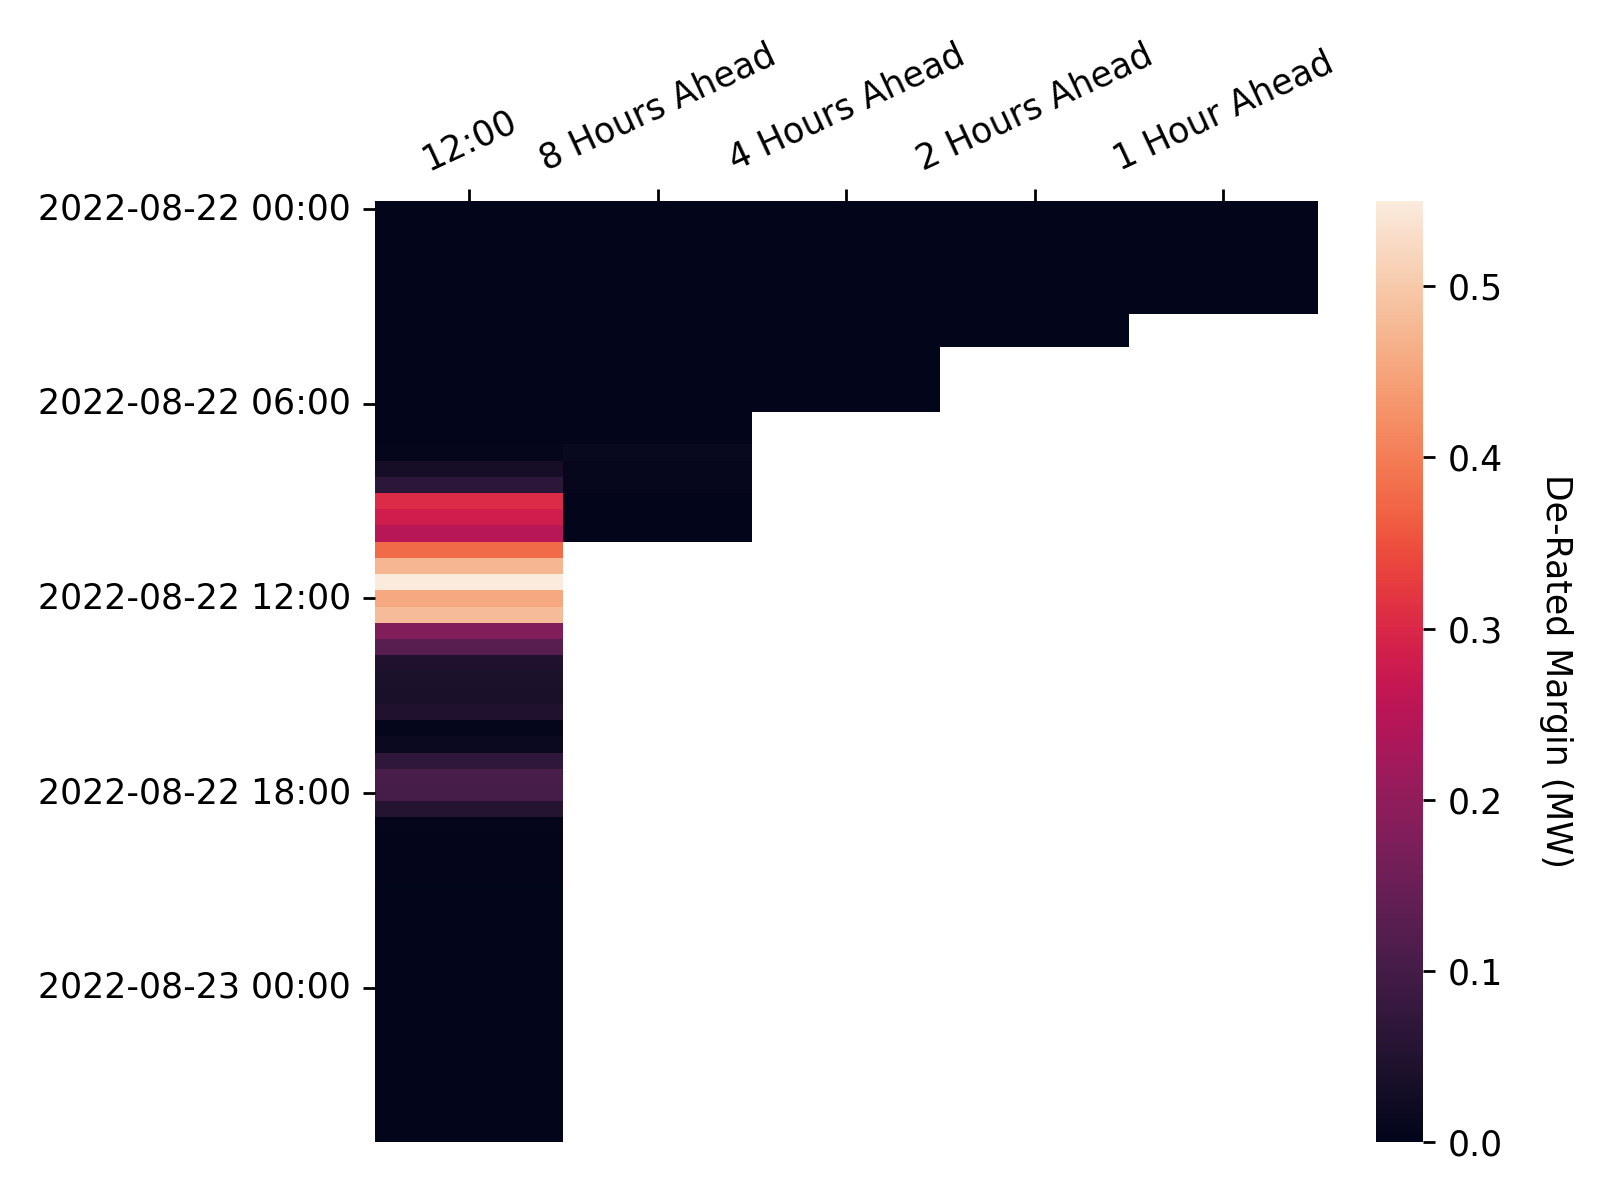 12:00
8 Hours Ahead
4 Hours Ahead
2 Hours Ahead
1 Hour Ahead
2022-08-22 00:00
2022-08-22 06:00
2022-08-22 12:00
2022-08-22 18:00
2022-08-23 00:00
0.5
0.4
0.3
0.2
0.1
0.0
De-Rated Margin (MW)